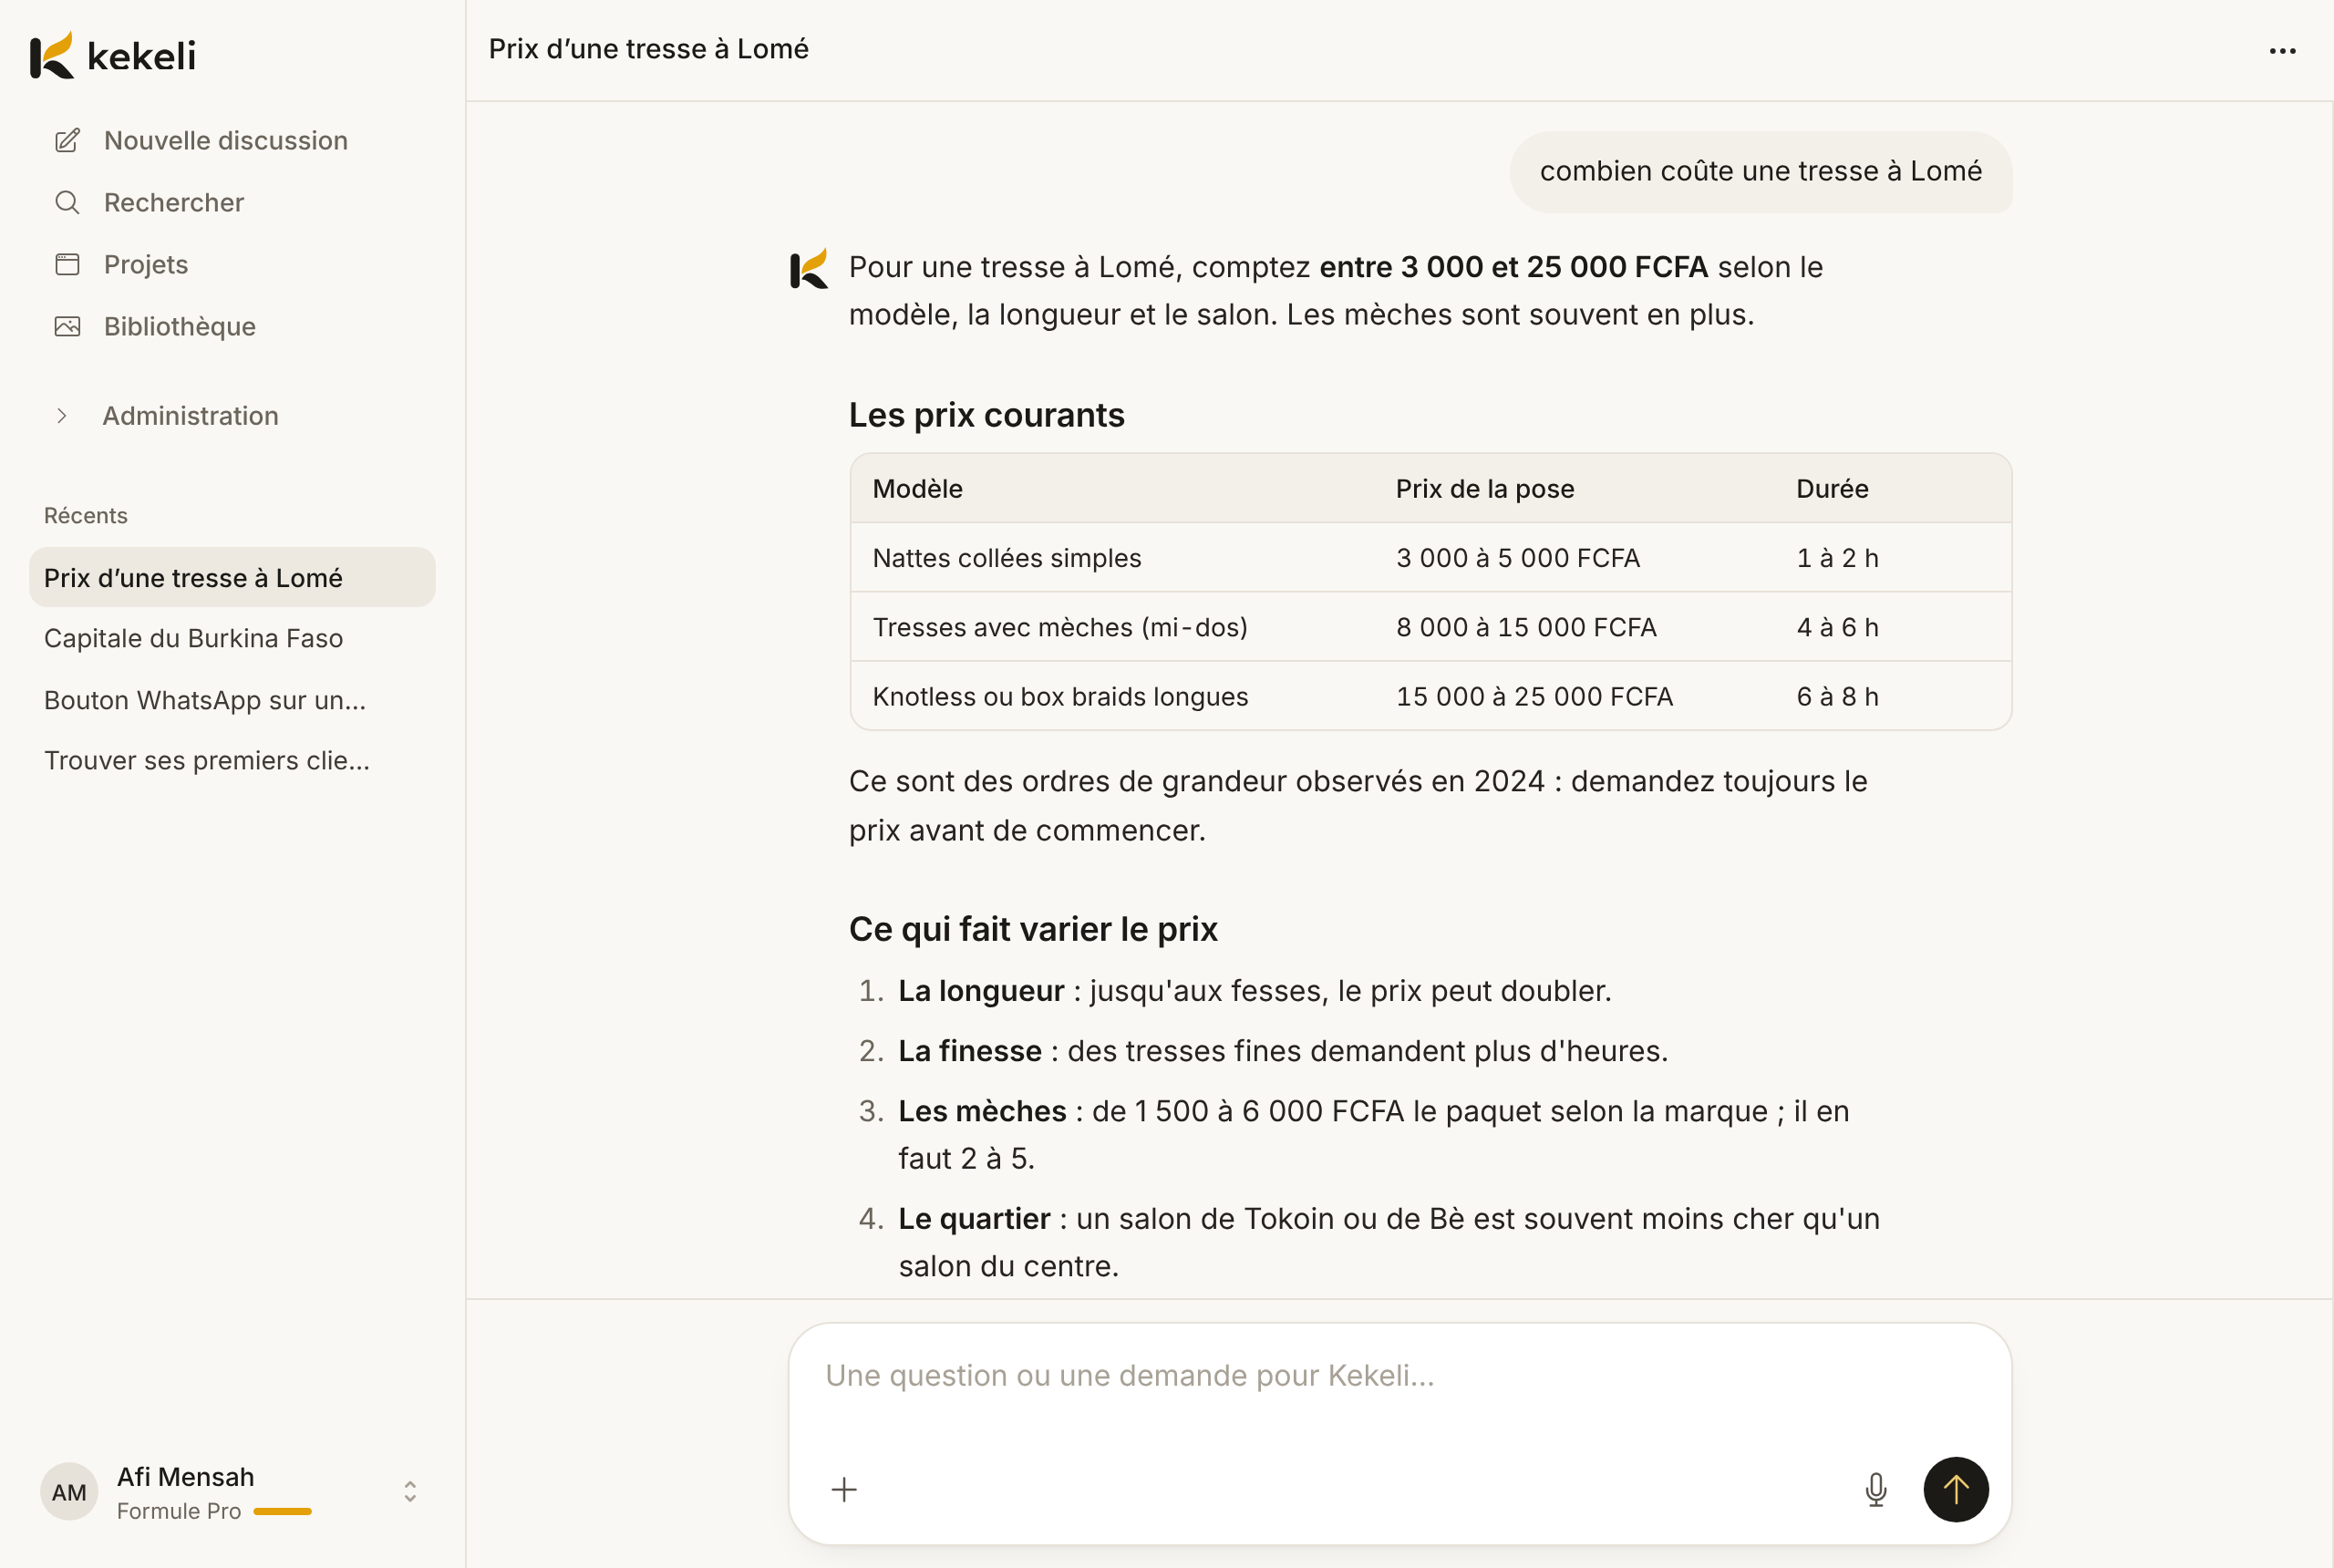 kekeli
Nouvelle discussion
Rechercher
Projets
Bibliothèque
Administration
Récents
Prix d’une tresse à Lomé
Capitale du Burkina Faso
Bouton WhatsApp sur un...
Trouver ses premiers clie...
AM
Afi Mensah
Formule Pro
Prix d’une tresse à Lomé
combien coûte une tresse à Lomé
Pour une tresse à Lomé, comptez entre 3 000 et 25 000 FCFA selon le
modèle, la longueur et le salon. Les mèches sont souvent en plus.
Les prix courants
Modèle Prix de la pose Durée
Nattes collées simples 3 000 à 5 000 FCFA 1 à 2 h
Tresses avec mèches (mi-dos) 8 000 à 15 000 FCFA 4 à 6 h
Knotless ou box braids longues 15 000 à 25 000 FCFA 6 à 8 h
Ce sont des ordres de grandeur observés en 2024 : demandez toujours le
prix avant de commencer.
Ce qui fait varier le prix
1. La longueur : jusqu'aux fesses, le prix peut doubler.
2. La finesse : des tresses fines demandent plus d'heures.
3. Les mèches : de 1 500 à 6 000 FCFA le paquet selon la marque ; il en
faut 2 à 5.
4. Le quartier : un salon de Tokoin ou de Bè est souvent moins cher qu'un
salon du centre.
Une question ou une demande pour Kekeli...